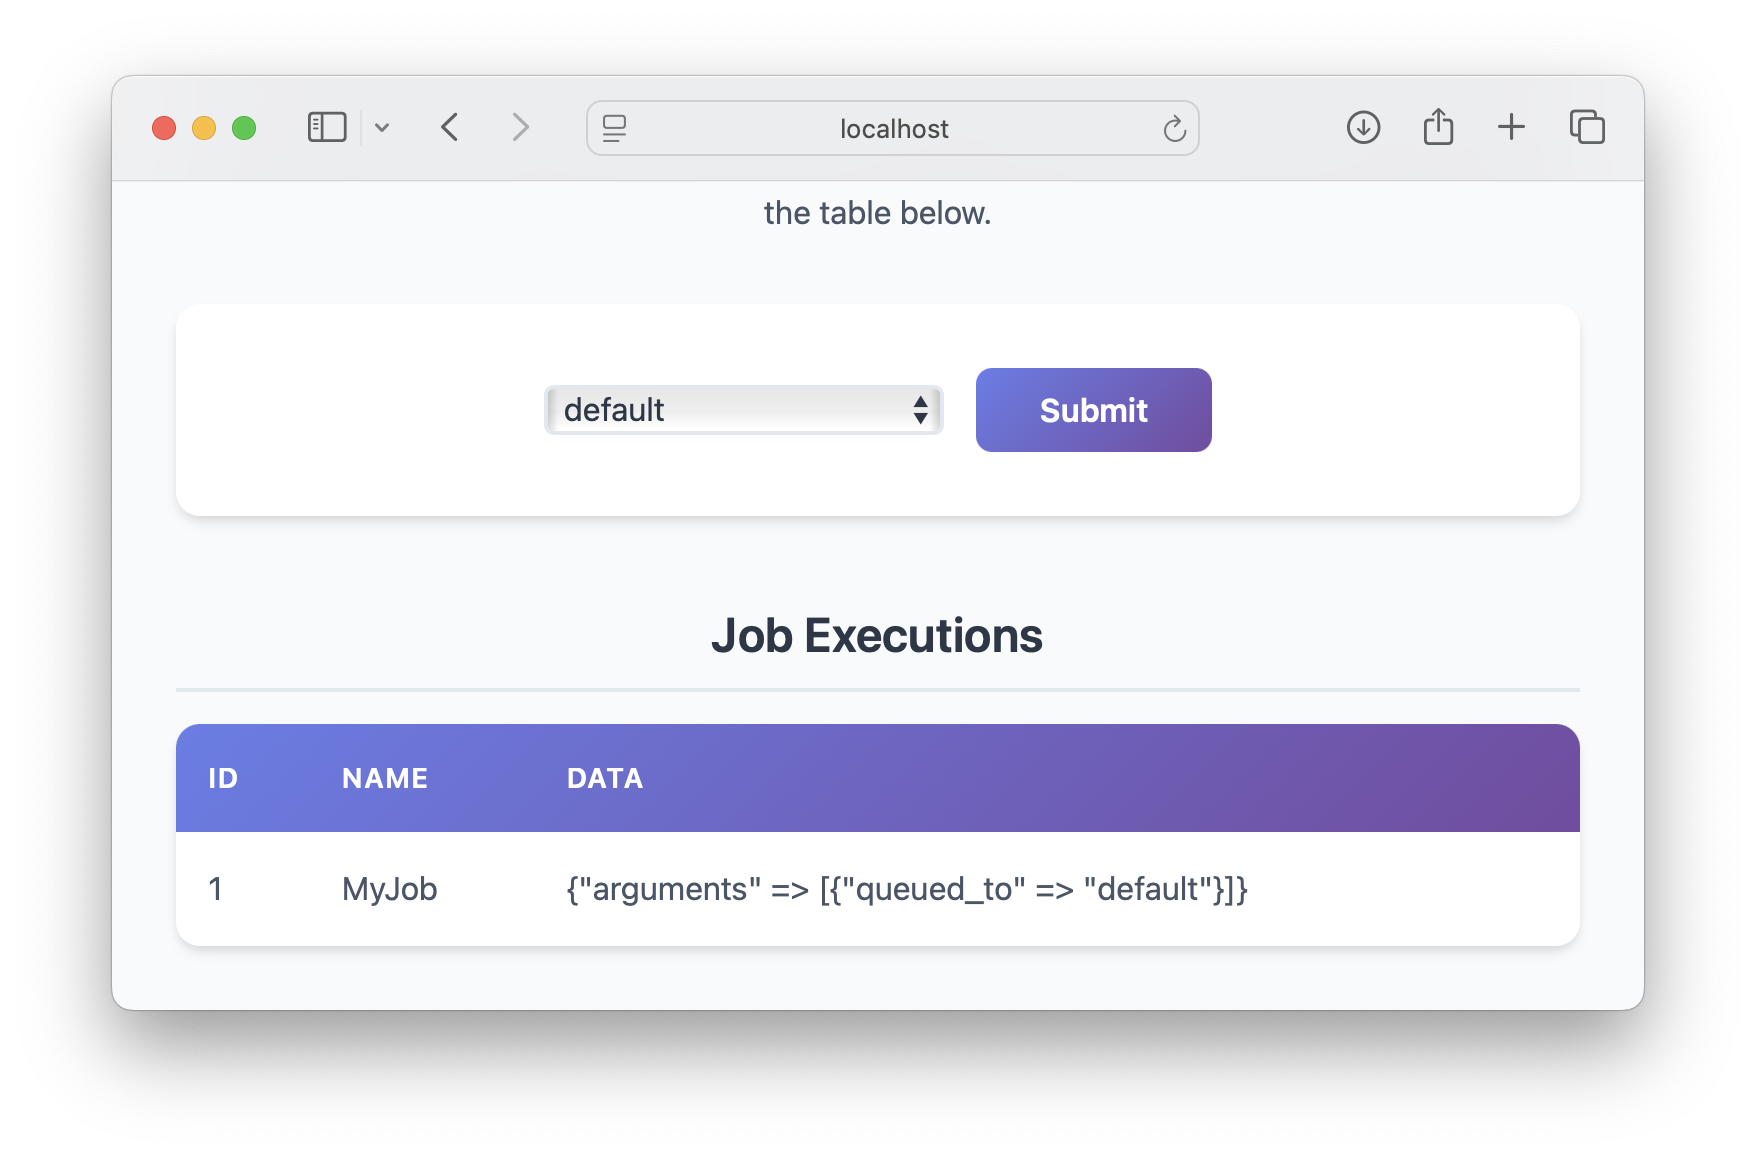 localhost
the table below.
default
Submit
Job Executions
ID NAME DATA
1 MyJob {"arguments" => [{"queued_to" => "default"}]}